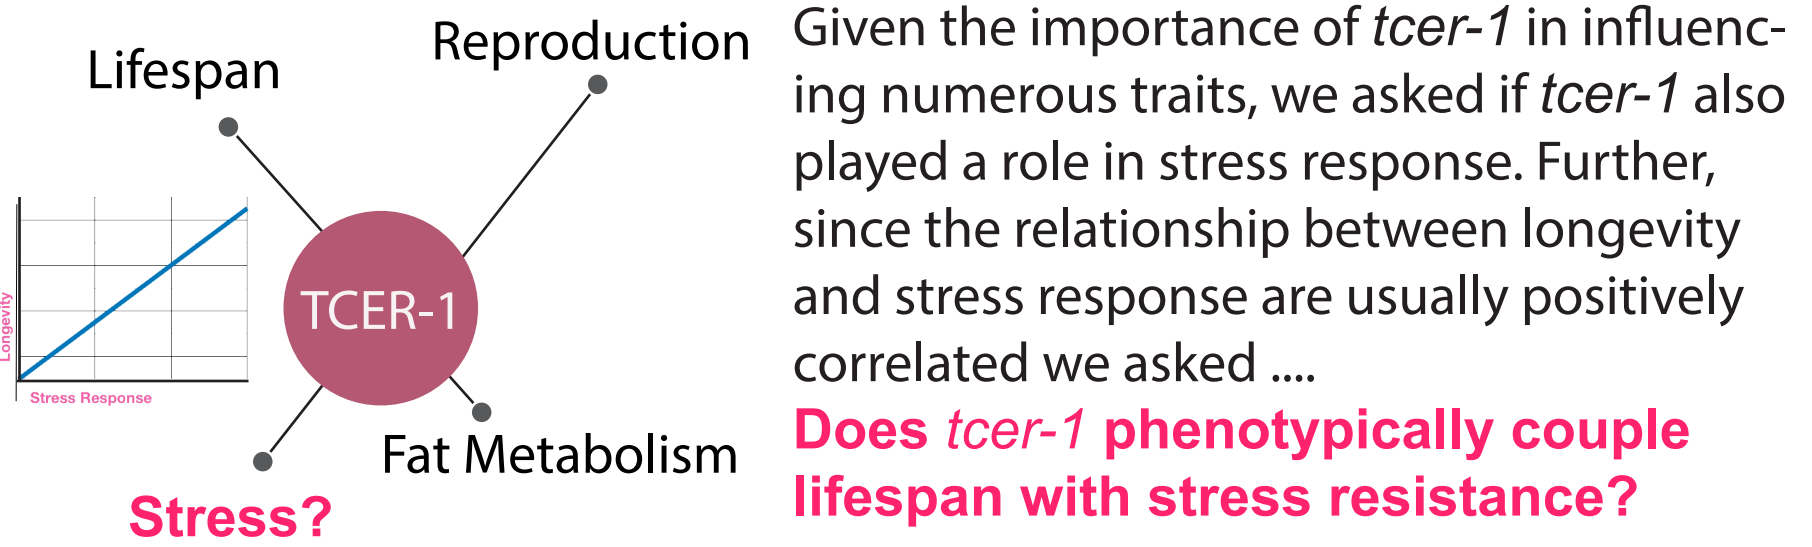 Lifespan
Reproduction
Longevity
Stress Response
TCER-1
Fat Metabolism
Stress?
Given the importance of tcer-1 in influenc-
ing numerous traits, we asked if tcer-1 also
played a role in stress response. Further,
since the relationship between longevity
and stress response are usually positively
correlated we asked ....
Does tcer-1 phenotypically couple
lifespan with stress resistance?